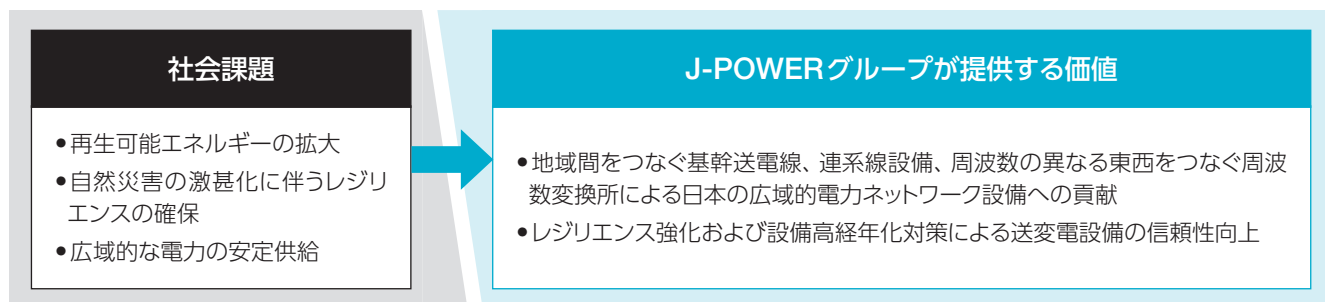 社会課題
•再生可能エネルギーの拡大
•自然災害の激甚化に伴うレジリ
エンスの確保
•広域的な電力の安定供給
J-POWERグループが提供する価値
•地域間をつなぐ基幹送電線、連系線設備、周波数の異なる東西をつなぐ周波
数変換所による日本の広域的電力ネットワーク設備への貢献
•レジリエンス強化および設備高経年化対策による送変電設備の信頼性向上